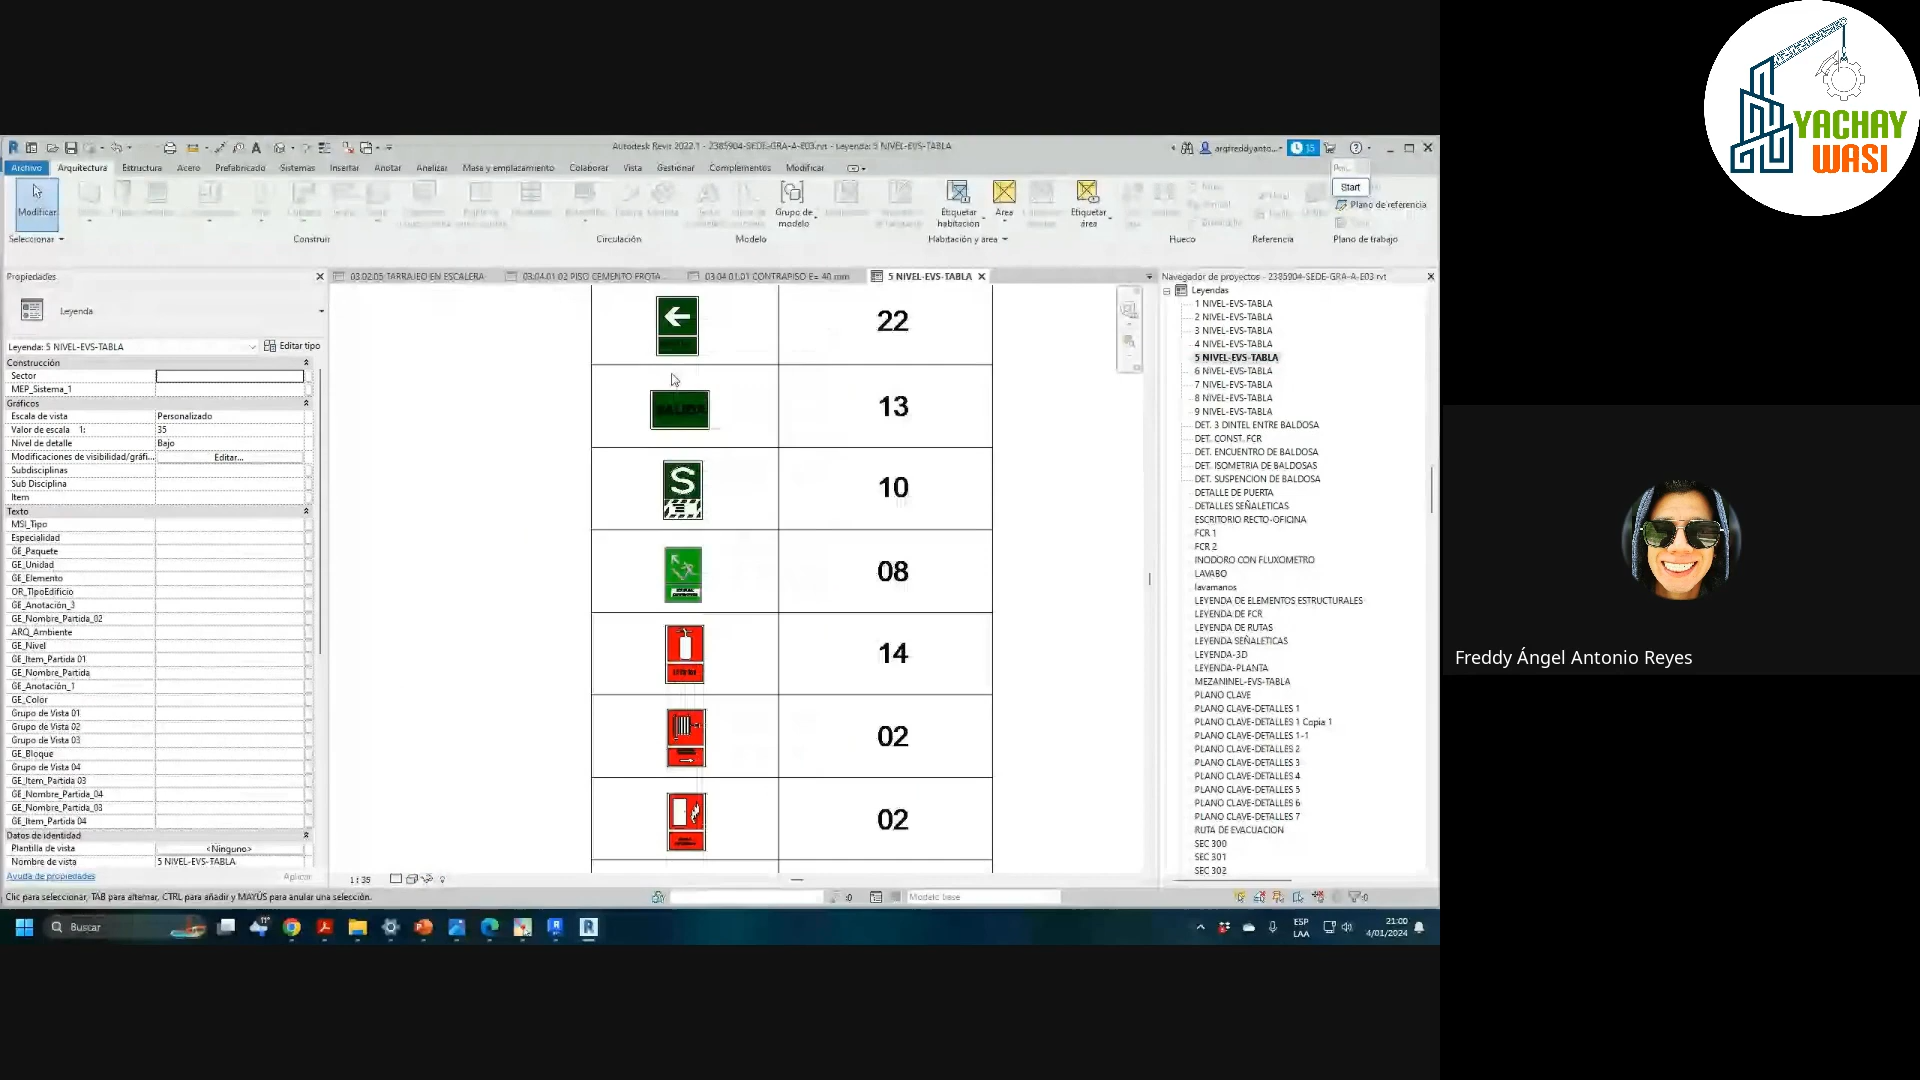 YACHAY
WASI
Autodesk Revit 2022.1 - 2385904-SEDE-GRA-A-E03.rvt - Leyenda: 5 NIVEL-EVS-TABLA
arqfreddyanto...
15
Archivo
Arquitectura
Estructura
Acero
Prefabricado
Sistemas
Insertar
Anotar
Analizar
Masa y emplazamiento
Colaborar
Vista
Gestionar
Complementos
Modificar
Start
Modificar
Grupo de modelo
Etiquetar habitación
Área
Etiquetar área
Plano de referencia
Seleccionar
Construir
Circulación
Modelo
Habitación y área
Hueco
Referencia
Plano de trabajo
Propiedades
03.02.05 TARRAJEO EN ESCALERA
03.04.01.02 PISO CEMENTO FROTA...
03.04.01.01 CONTRAPISO E= 40 mm
5 NIVEL-EVS-TABLA
Navegador de proyectos - 2385904-SEDE-GRA-A-E03.rvt
Leyenda
Leyenda: 5 NIVEL-EVS-TABLA
Editar tipo
Construcción
Sector
MEP_Sistema_1
Gráficos
Escala de vista Personalizado
Valor de escala 1: 35
Nivel de detalle Bajo
Modificaciones de visibilidad/gráfi... Editar...
Subdisciplinas
Sub Disciplina
Item
Texto
MSI_Tipo
Especialidad
GE_Paquete
GE_Unidad
GE_Elemento
OR_TipoEdificio
GE_Anotación_3
GE_Nombre_Partida_02
ARQ_Ambiente
GE_Nivel
GE_Item_Partida 01
GE_Nombre_Partida
GE_Anotación_1
GE_Color
Grupo de Vista 01
Grupo de Vista 02
Grupo de Vista 03
GE_Bloque
Grupo de Vista 04
GE_Item_Partida 03
GE_Nombre_Partida_04
GE_Nombre_Partida_03
GE_Item_Partida 04
Datos de identidad
Plantilla de vista <Ninguno>
Nombre de vista 5 NIVEL-EVS-TABLA
Ayuda de propiedades
Aplicar
22
SALIDA
13
S
10
08
14
02
02
Leyendas
1 NIVEL-EVS-TABLA
2 NIVEL-EVS-TABLA
3 NIVEL-EVS-TABLA
4 NIVEL-EVS-TABLA
5 NIVEL-EVS-TABLA
6 NIVEL-EVS-TABLA
7 NIVEL-EVS-TABLA
8 NIVEL-EVS-TABLA
9 NIVEL-EVS-TABLA
DET. 3 DINTEL ENTRE BALDOSA
DET. CONST. FCR
DET. ENCUENTRO DE BALDOSA
DET. ISOMETRIA DE BALDOSAS
DET. SUSPENCION DE BALDOSA
DETALLE DE PUERTA
DETALLES SEÑALETICAS
ESCRITORIO RECTO-OFICINA
FCR 1
FCR 2
INODORO CON FLUXOMETRO
LAVABO
lavamanos
LEYENDA DE ELEMENTOS ESTRUCTURALES
LEYENDA DE FCR
LEYENDA DE RUTAS
LEYENDA SEÑALETICAS
LEYENDA-3D
LEYENDA-PLANTA
MEZANINEL-EVS-TABLA
PLANO CLAVE
PLANO CLAVE-DETALLES 1
PLANO CLAVE-DETALLES 1 Copia 1
PLANO CLAVE-DETALLES 1-1
PLANO CLAVE-DETALLES 2
PLANO CLAVE-DETALLES 3
PLANO CLAVE-DETALLES 4
PLANO CLAVE-DETALLES 5
PLANO CLAVE-DETALLES 6
PLANO CLAVE-DETALLES 7
RUTA DE EVACUACION
SEC 300
SEC 301
SEC 302
1 : 35
Clic para seleccionar, TAB para alternar, CTRL para añadir y MAYÚS para anular una selección.
:0
Modelo base
:0
Buscar
ESP
LAA
21:00
4/01/2024
Freddy Ángel Antonio Reyes